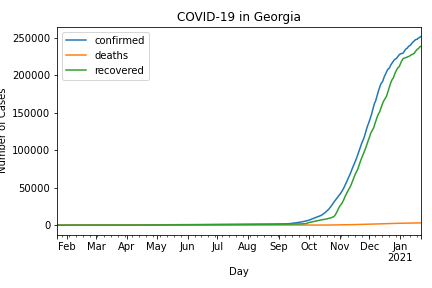 COVID-19 in Georgia
confirmed
deaths
recovered
250000
200000
150000
100000
50000
0
Number of Cases
Feb Mar Apr May Jun Jul Aug Sep Oct Nov Dec Jan
2021
Day